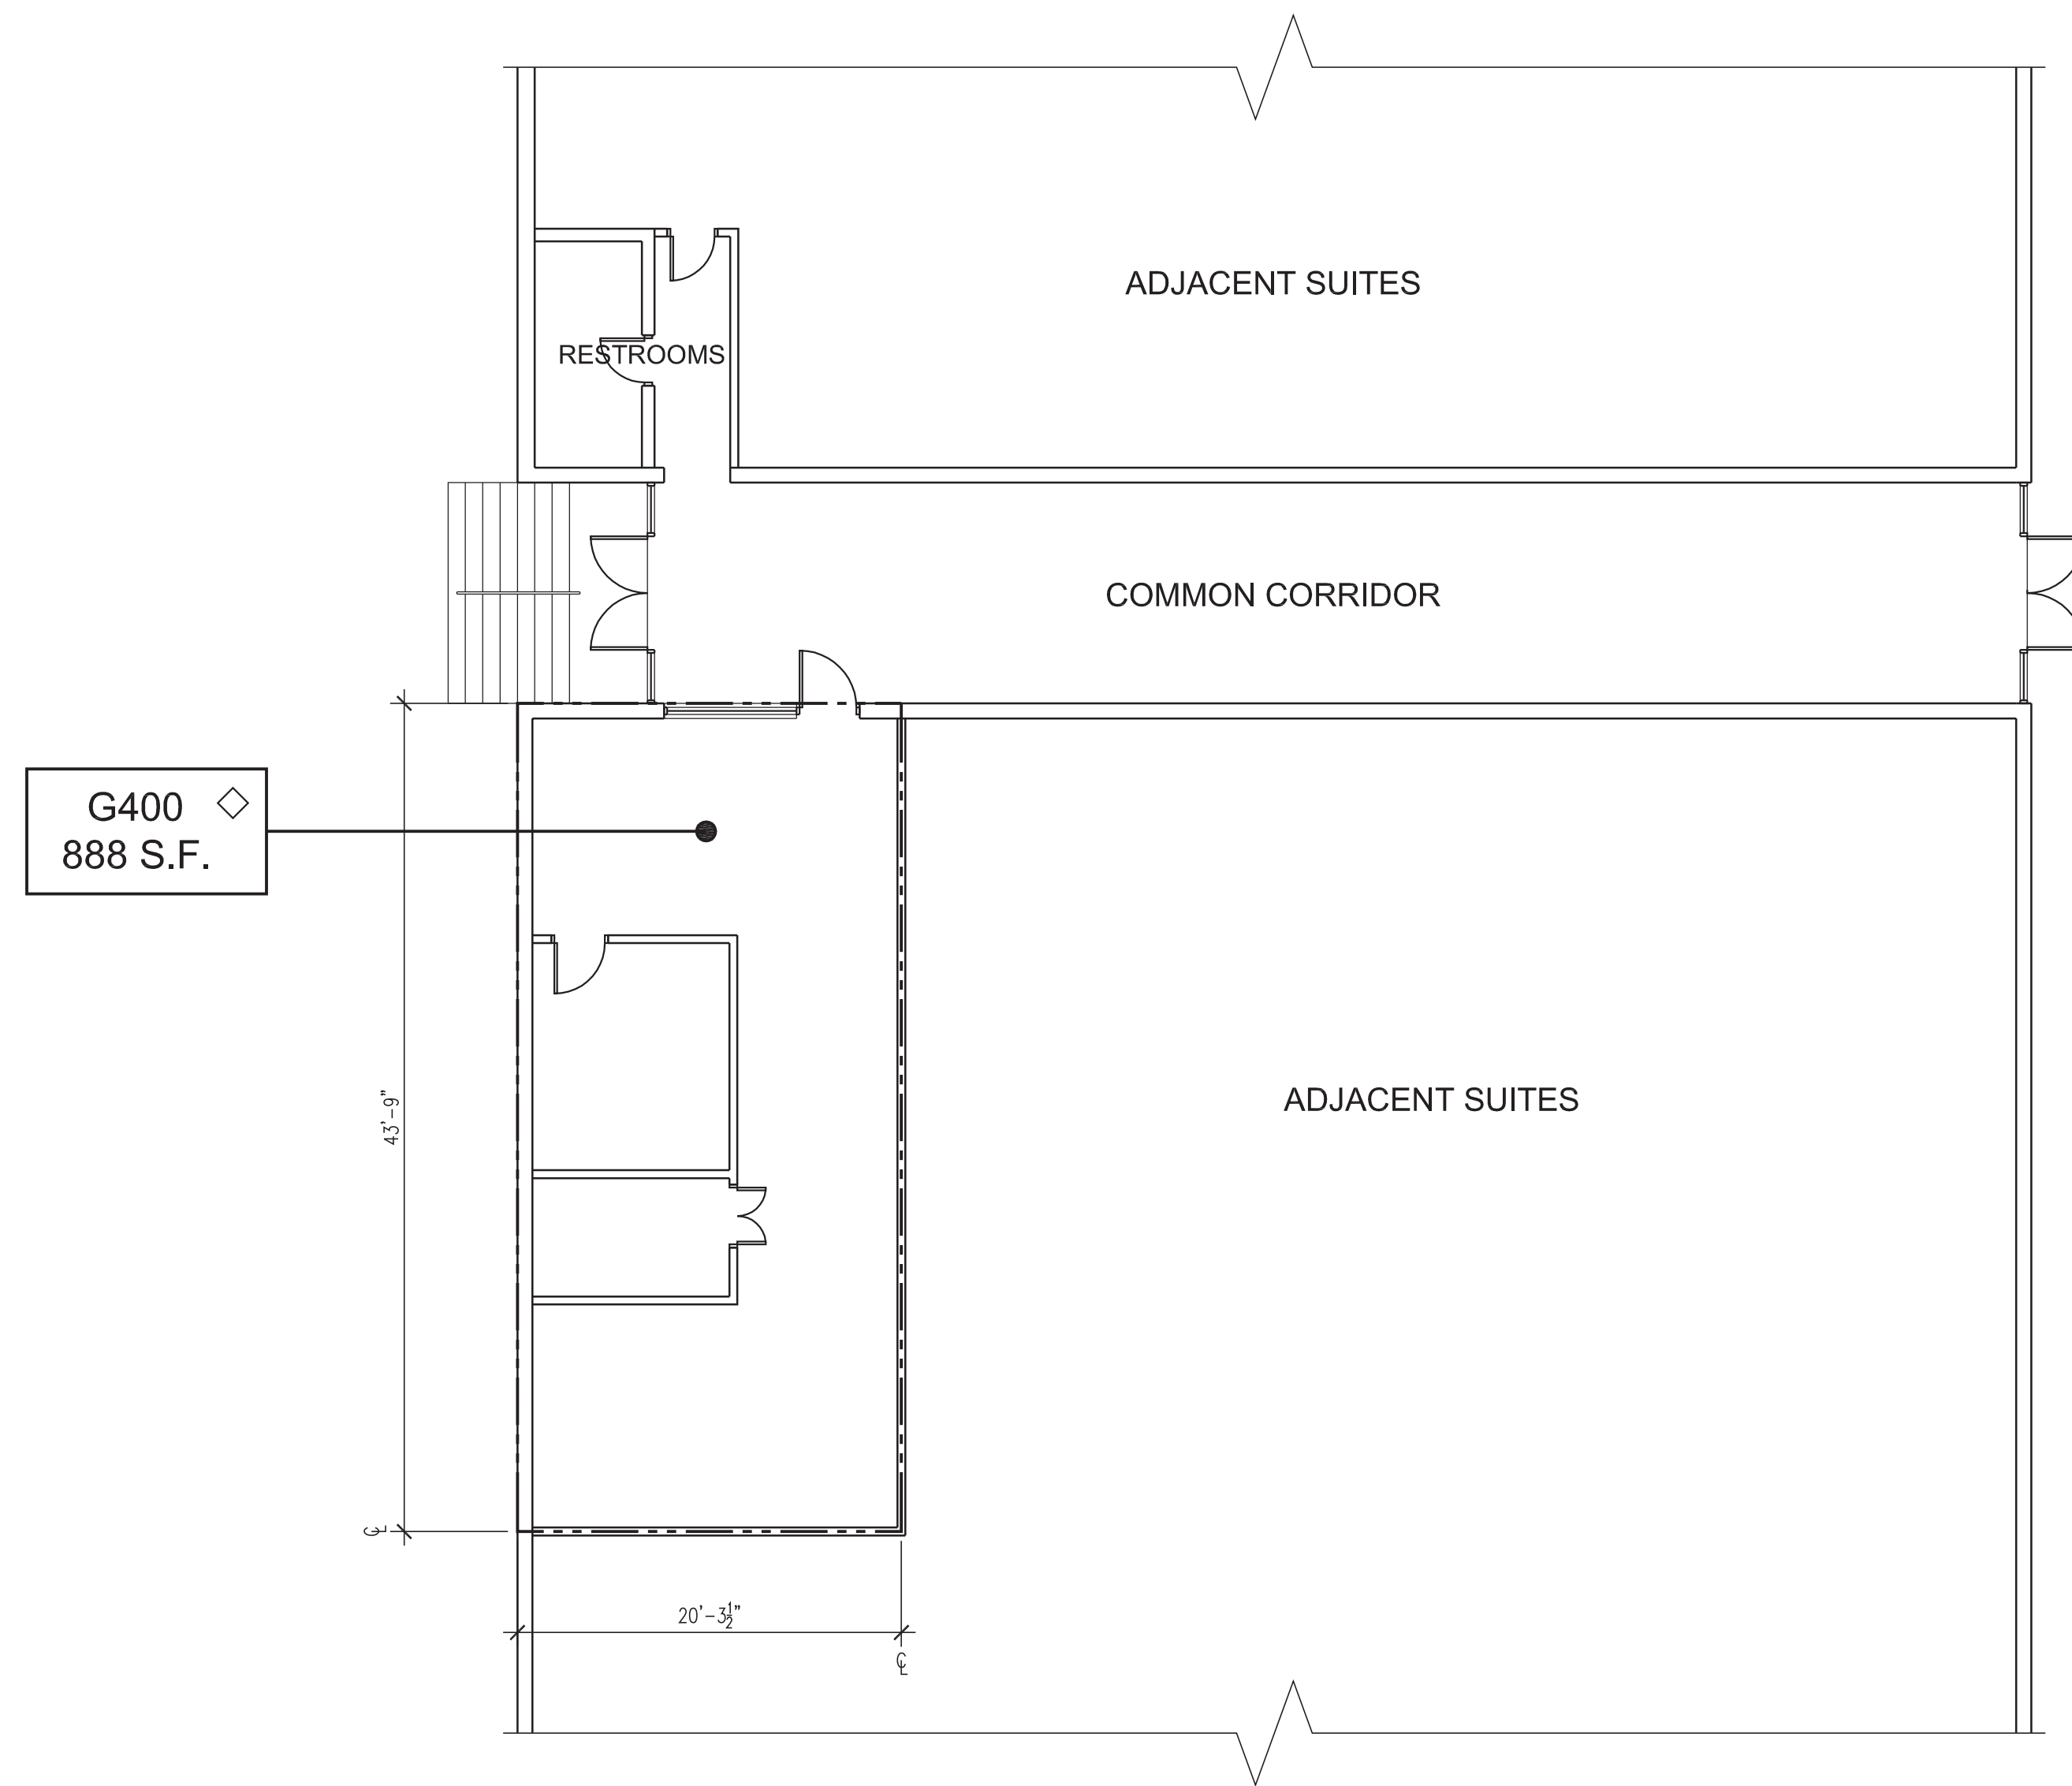 ADJACENT SUITES
RESTROOMS
COMMON CORRIDOR
G400
888 S.F.
43'-9"
ADJACENT SUITES
℄
20'-3½"
℄